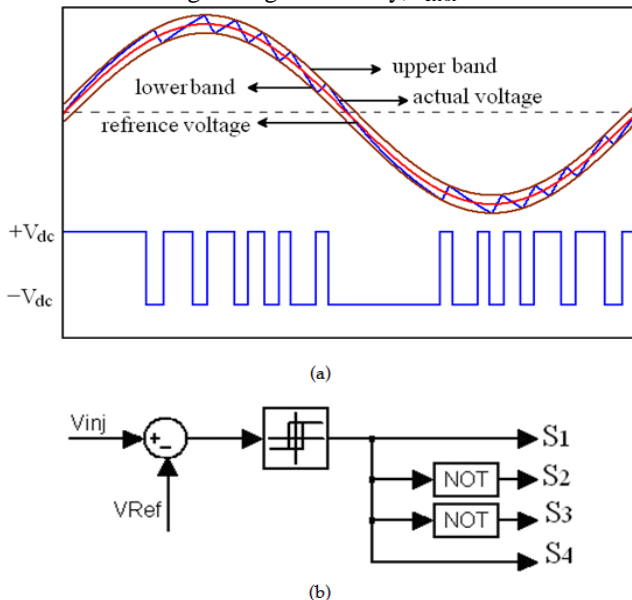 upper band
lowerband
actual voltage
refrence voltage
+Vdc
−Vdc
(a)
Vinj
+
−
VRef
S1
NOT
S2
NOT
S3
S4
(b)